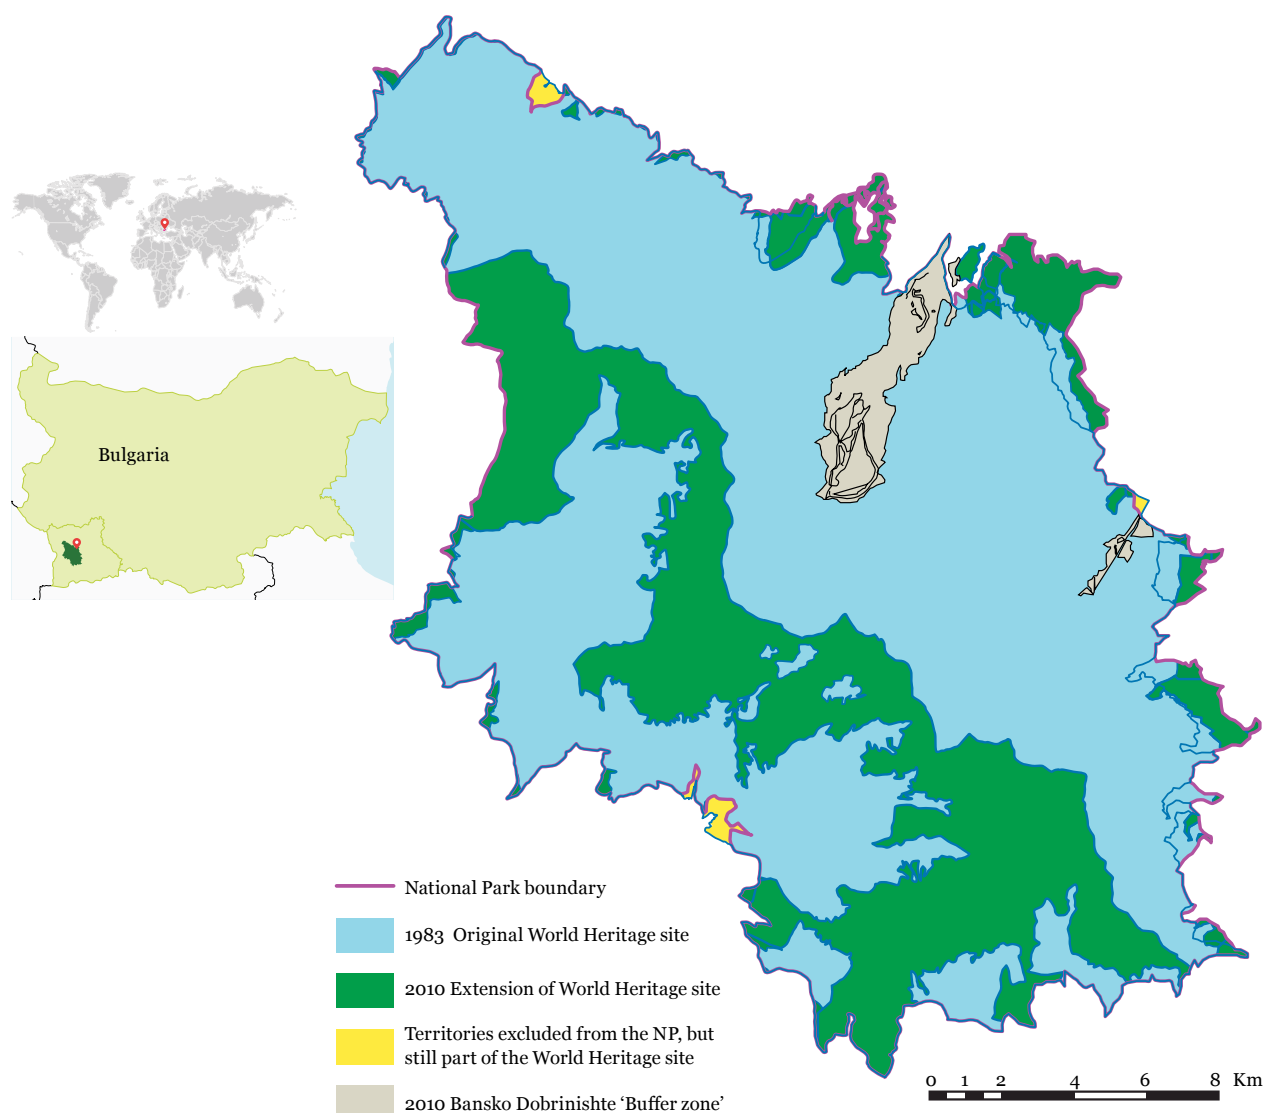 Bulgaria
National Park boundary
1983 Original World Heritage site
2010 Extension of World Heritage site
Territories excluded from the NP, but
still part of the World Heritage site
2010 Bansko Dobrinishte ‘Buffer zone’
0 1 2 4 6 8 Km